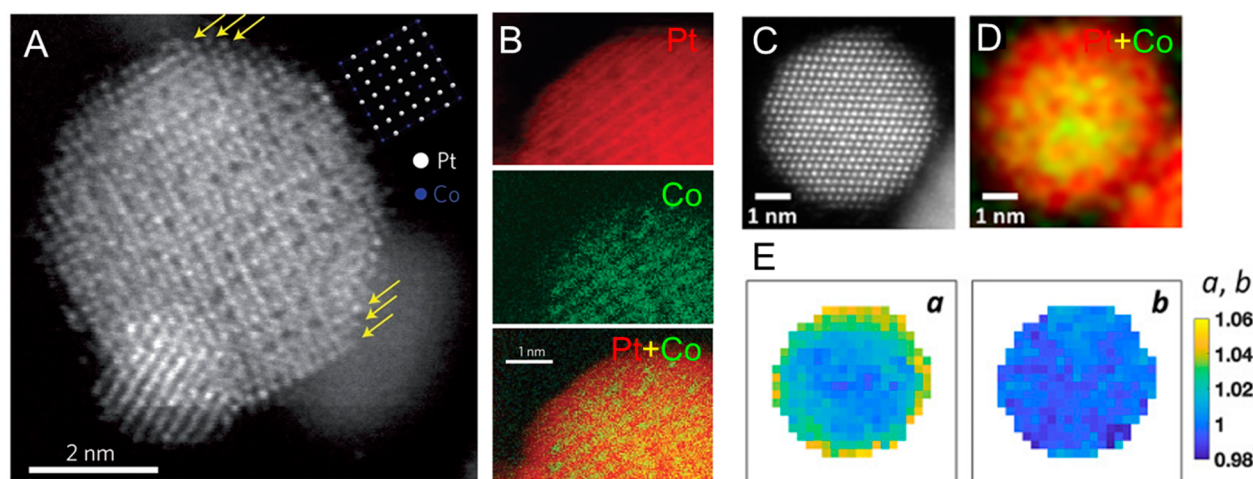 A
Pt
Co
2 nm
B
Pt
Co
Pt+Co
1 nm
C
1 nm
D
Pt+Co
1 nm
E
a
b
a, b
1.06
1.04
1.02
1
0.98